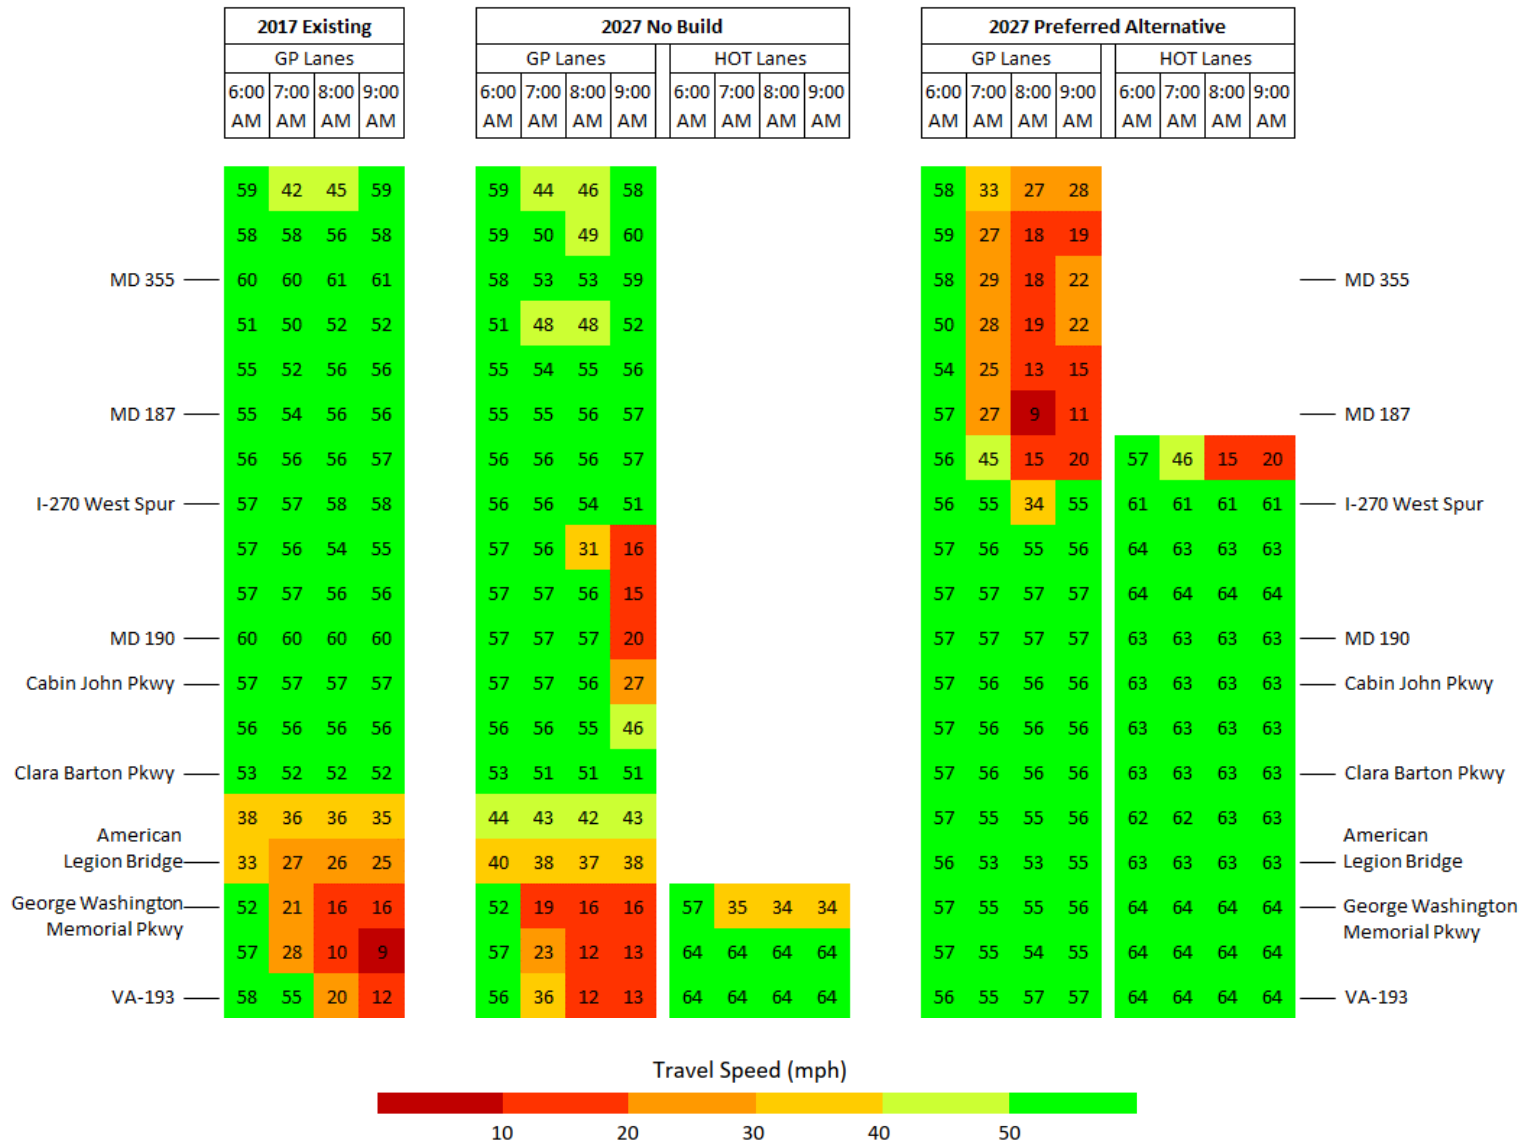 2017 Existing 2027 No Build 2027 Preferred Alternative
GP Lanes GP Lanes HOT Lanes GP Lanes HOT Lanes
6:00 7:00 8:00 9:00 6:00 7:00 8:00 9:00 6:00 7:00 8:00 9:00 6:00 7:00 8:00 9:00 6:00 7:00 8:00 9:00
AM AM AM AM AM AM AM AM AM AM AM AM AM AM AM AM AM AM AM AM
59 42 45 59 59 44 46 58 58 33 27 28
58 58 56 58 59 50 49 60 59 27 18 19
MD 355 60 60 61 61 58 53 53 59 58 29 18 22 MD 355
51 50 52 52 51 48 48 52 50 28 19 22
55 52 56 56 55 54 55 56 54 25 13 15
MD 187 55 54 56 56 55 55 56 57 57 27 9 11 MD 187
56 56 56 57 56 56 56 57 56 45 15 20 57 46 15 20
I-270 West Spur 57 57 58 58 56 56 54 51 56 55 34 55 61 61 61 61 I-270 West Spur
57 56 54 55 57 56 31 16 57 56 55 56 64 63 63 63
57 57 56 56 57 57 56 15 57 57 57 57 64 64 64 64
MD 190 60 60 60 60 57 57 57 20 57 57 57 57 63 63 63 63 MD 190
Cabin John Pkwy 57 57 57 57 57 57 56 27 57 56 56 56 63 63 63 63 Cabin John Pkwy
56 56 56 56 56 56 55 46 57 56 56 56 63 63 63 63
Clara Barton Pkwy 53 52 52 52 53 51 51 51 57 56 56 56 63 63 63 63 Clara Barton Pkwy
38 36 36 35 44 43 42 43 57 55 55 56 62 62 63 63
American American
Legion Bridge 33 27 26 25 40 38 37 38 56 53 53 55 63 63 63 63 Legion Bridge
George Washington 52 21 16 16 52 19 16 16 57 35 34 34 57 55 55 56 64 64 64 64 George Washington
Memorial Pkwy Memorial Pkwy
57 28 10 9 57 23 12 13 64 64 64 64 57 55 54 55 64 64 64 64
VA-193 58 55 20 12 56 36 12 13 64 64 64 64 56 55 57 57 64 64 64 64 VA-193
Travel Speed (mph)
10 20 30 40 50